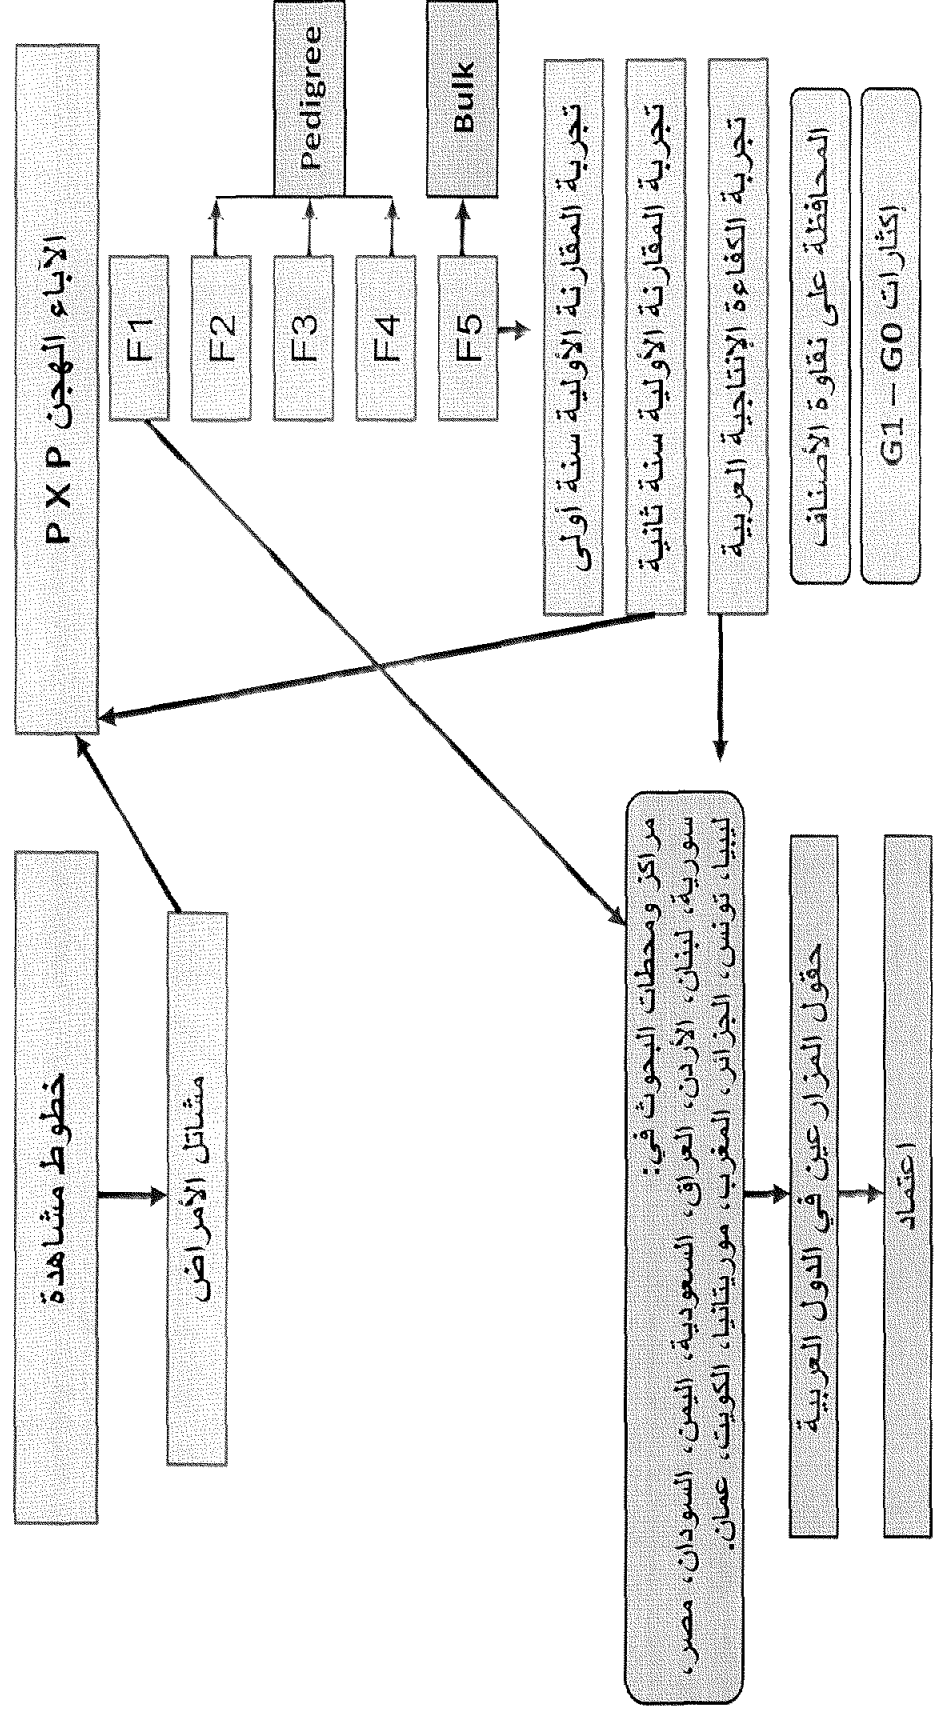 الآباء الهجن P X P
خطوط مشاهدة
مشاتل الأمراض
F1
F2
F3
F4
F5
Pedigree
Bulk
تجربة المقارنة الأولية سنة أولى
تجربة المقارنة الأولية سنة ثانية
تجربة الكفاءة الإنتاجية العربية
المحافظة على نقاوة الأصناف
إكثارات G1 – G0
مراكز ومحطات البحوث في:
سورية، لبنان، الأردن، العراق، السعودية، اليمن، السودان، مصر،
ليبيا، تونس، الجزائر، المغرب، موريتانيا، الكويت، عمان.
حقول المزارعين في الدول العربية
اعتماد